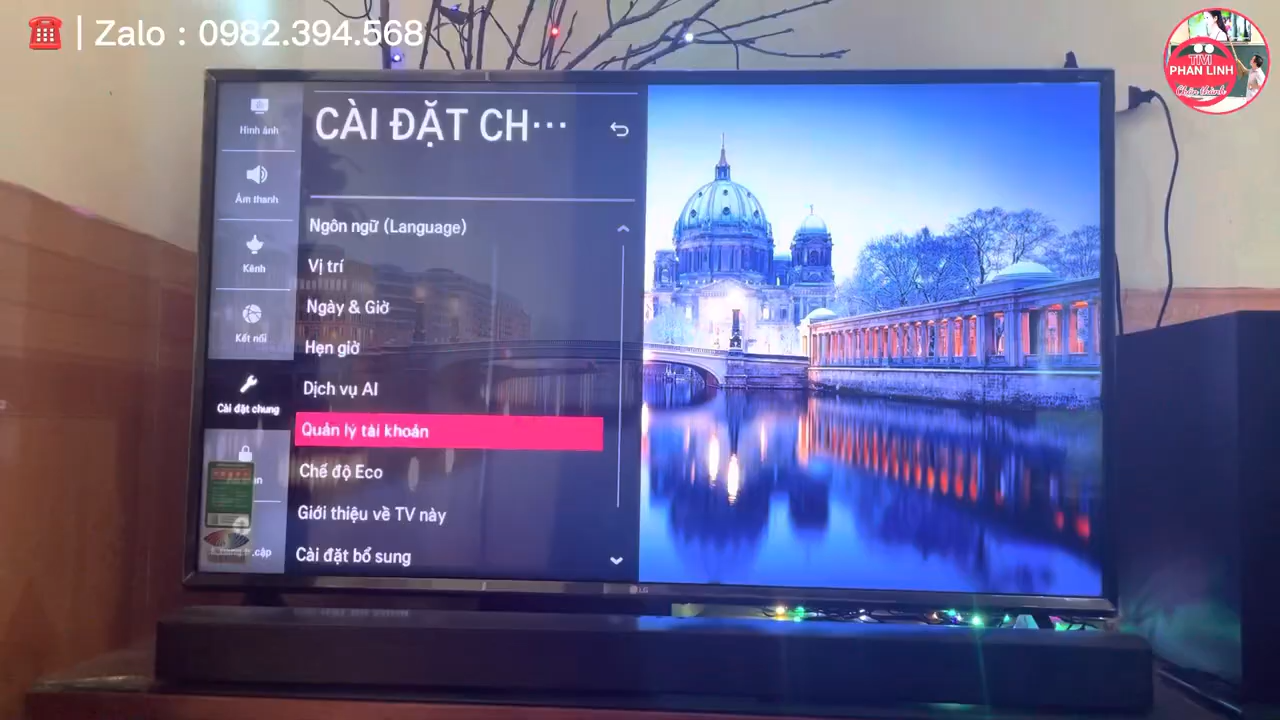 ☎️ | Zalo : 0982.394.568
TIVI
PHAN LINH
Chân thành
CÀI ĐẶT CH···
Hình ảnh
Âm thanh
Kênh
Kết nối
Cài đặt chung
Ngôn ngữ (Language)
Vị trí
Ngày & Giờ
Hẹn giờ
Dịch vụ AI
Quản lý tài khoản
Chế độ Eco
Giới thiệu về TV này
Cài đặt bổ sung
LG